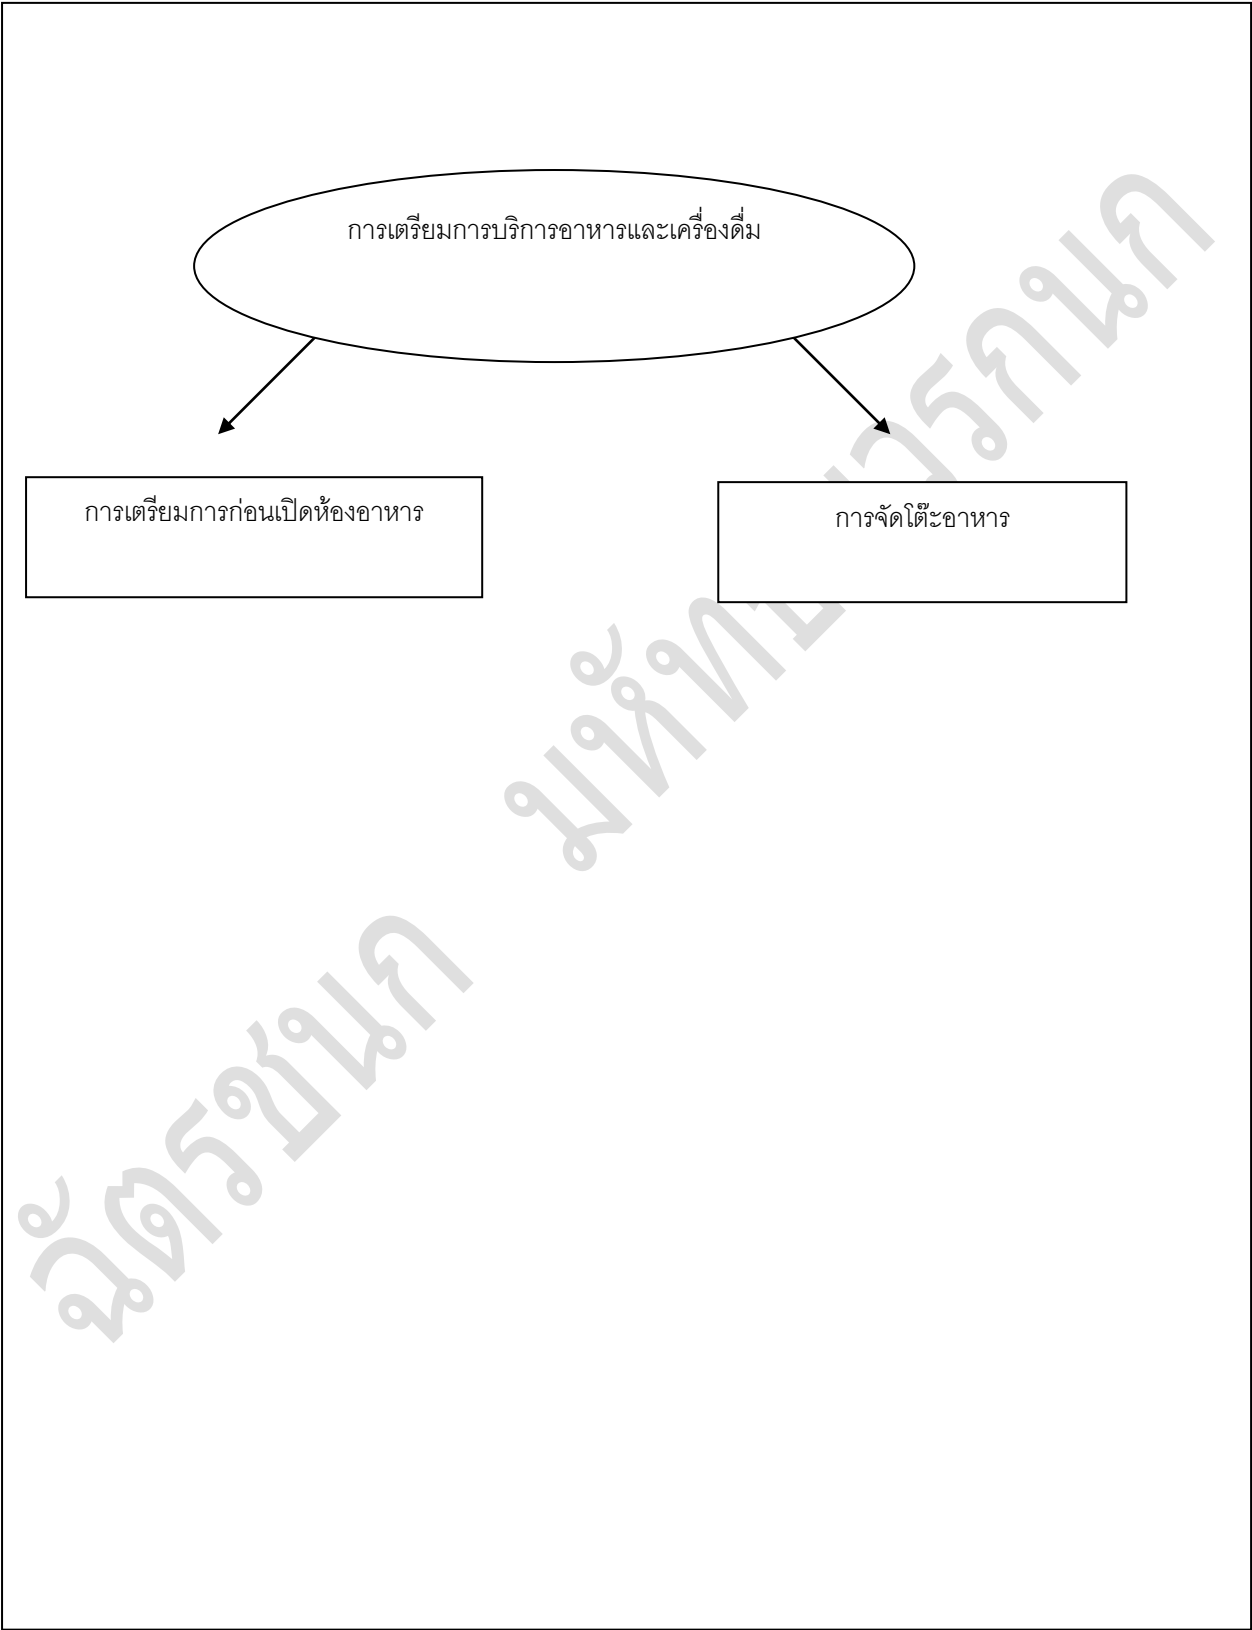 การเตรียมการบริการอาหารและเครื่องดื่ม
การเตรียมการก่อนเปิดห้องอาหาร
การจัดโต๊ะอาหาร
ฉัตรชนก